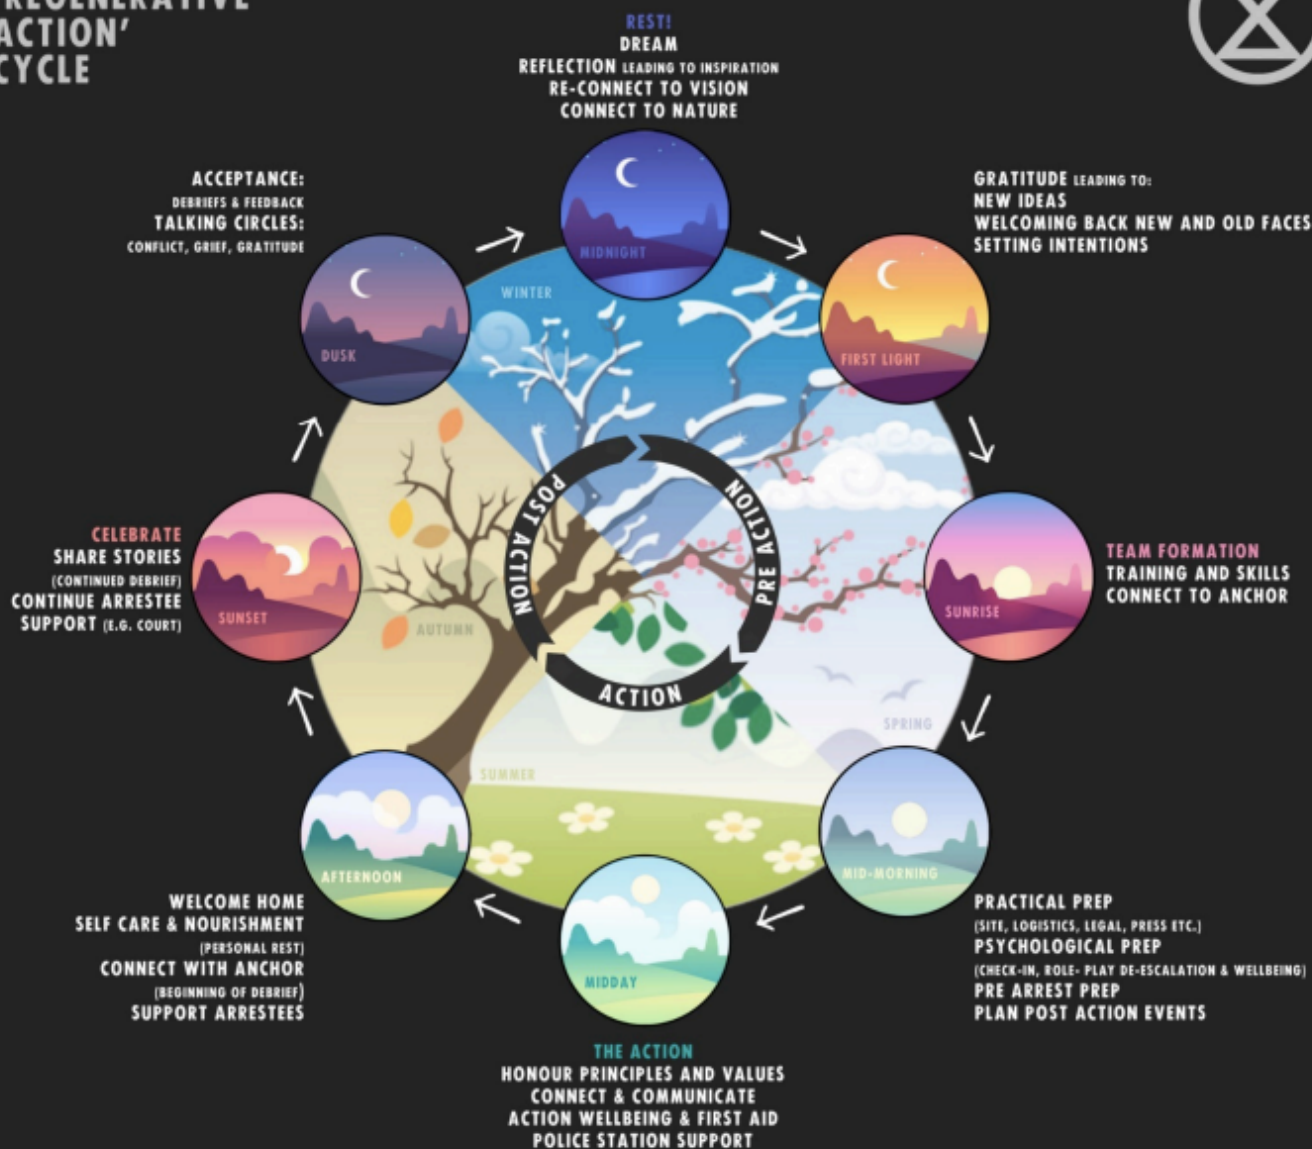 'REGENERATIVE
ACTION'
CYCLE
REST!
DREAM
REFLECTION LEADING TO INSPIRATION
RE-CONNECT TO VISION
CONNECT TO NATURE
MIDNIGHT
GRATITUDE LEADING TO:
NEW IDEAS
WELCOMING BACK NEW AND OLD FACES
SETTING INTENTIONS
FIRST LIGHT
TEAM FORMATION
TRAINING AND SKILLS
CONNECT TO ANCHOR
SUNRISE
PRACTICAL PREP
(SITE, LOGISTICS, LEGAL, PRESS ETC.)
PSYCHOLOGICAL PREP
(CHECK-IN, ROLE- PLAY DE-ESCALATION & WELLBEING)
PRE ARREST PREP
PLAN POST ACTION EVENTS
MID-MORNING
THE ACTION
HONOUR PRINCIPLES AND VALUES
CONNECT & COMMUNICATE
ACTION WELLBEING & FIRST AID
POLICE STATION SUPPORT
MIDDAY
WELCOME HOME
SELF CARE & NOURISHMENT
(PERSONAL REST)
CONNECT WITH ANCHOR
(BEGINNING OF DEBRIEF)
SUPPORT ARRESTEES
AFTERNOON
CELEBRATE
SHARE STORIES
(CONTINUED DEBRIEF)
CONTINUE ARRESTEE
SUPPORT (E.G. COURT)
SUNSET
ACCEPTANCE:
DEBRIEFS & FEEDBACK
TALKING CIRCLES:
CONFLICT, GRIEF, GRATITUDE
DUSK
WINTER
SPRING
SUMMER
AUTUMN
PRE ACTION
ACTION
POST ACTION